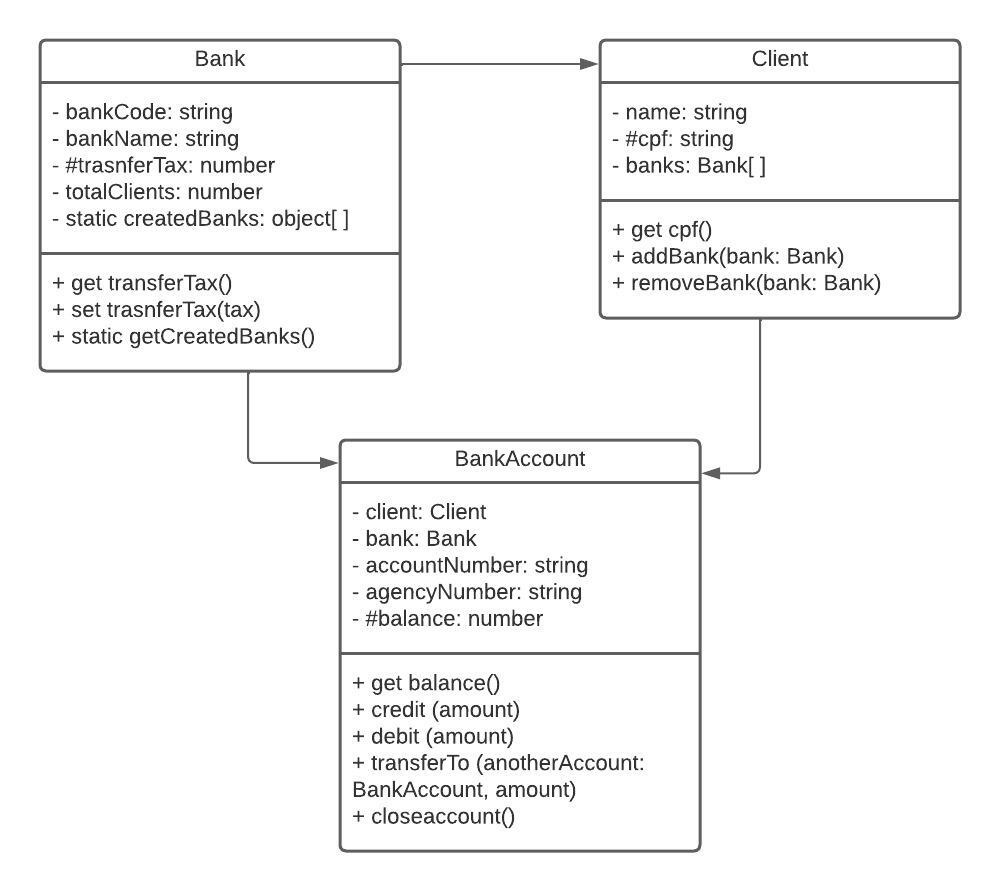 Bank
- bankCode: string
- bankName: string
- #trasnferTax: number
- totalClients: number
- static createdBanks: object[ ]
+ get transferTax()
+ set trasnferTax(tax)
+ static getCreatedBanks()
Client
- name: string
- #cpf: string
- banks: Bank[ ]
+ get cpf()
+ addBank(bank: Bank)
+ removeBank(bank: Bank)
BankAccount
- client: Client
- bank: Bank
- accountNumber: string
- agencyNumber: string
- #balance: number
+ get balance()
+ credit (amount)
+ debit (amount)
+ transferTo (anotherAccount:
BankAccount, amount)
+ closeaccount()